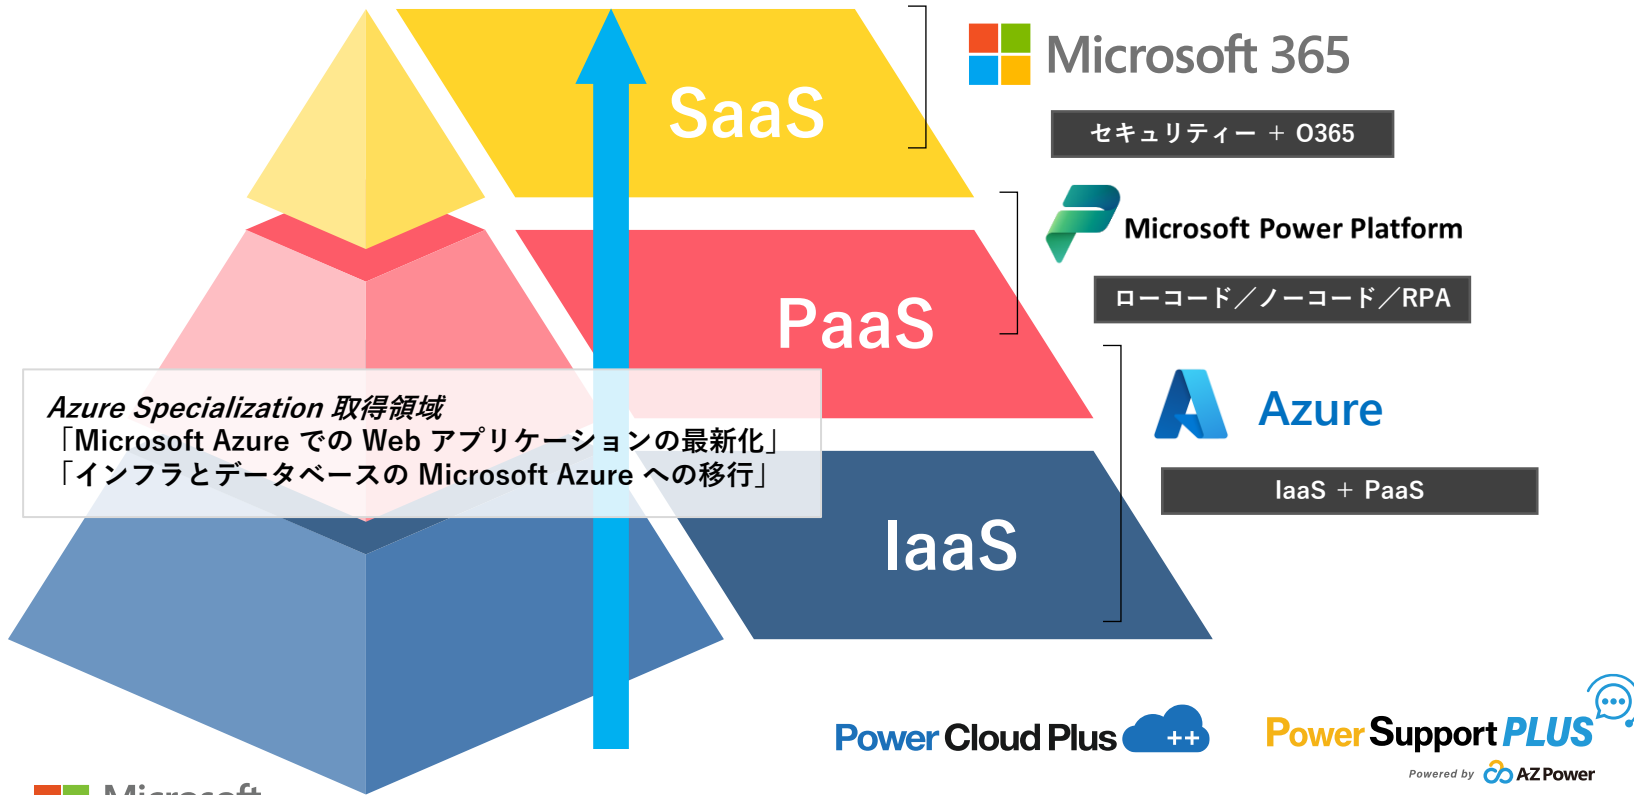 SaaS
Microsoft 365
セキュリティー + O365
Microsoft Power Platform
ローコード／ノーコード／RPA
PaaS
Azure
IaaS + PaaS
Azure Specialization 取得領域
「Microsoft Azure での Web アプリケーションの最新化」
「インフラとデータベースの Microsoft Azure への移行」
IaaS
Power Cloud Plus
++
Power Support PLUS
Powered by AZ Power
Microsoft